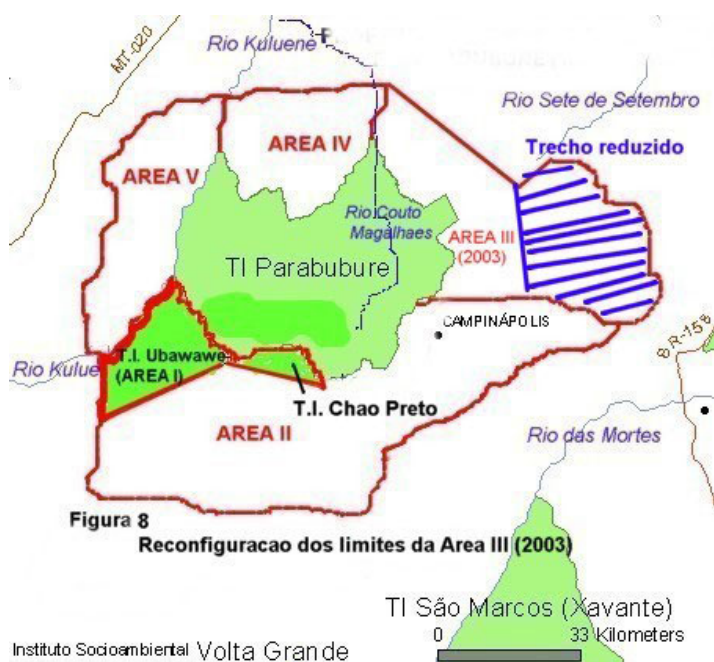 MT-020
Rio Kuluene
Rio Sete de Setembro
Trecho reduzido
AREA IV
AREA V
Rio Couto
Magalhaes
AREA III
(2003)
TI Parabubure
CAMPINÁPOLIS
BR-158
Rio Kulue
T.I. Ubawawe
(AREA I)
T.I. Chao Preto
AREA II
Rio das Mortes
Figura 8
Reconfiguracao dos limites da Area III (2003)
TI São Marcos (Xavante)
0 33 Kilometers
Instituto Socioambiental Volta Grande